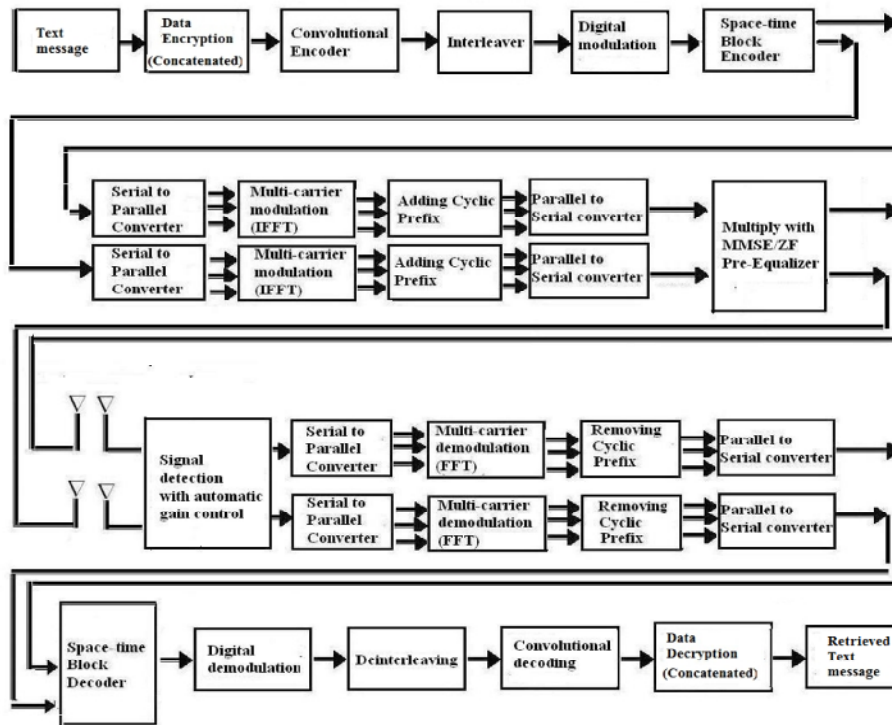 Text
message
Data
Encryption
(Concatenated)
Convolutional
Encoder
Interleaver
Digital
modulation
Space-time
Block
Encoder
Serial to
Parallel
Converter
Multi-carrier
modulation
(IFFT)
Adding Cyclic
Prefix
Parallel to
Serial converter
Multiply with
MMSE/ZF
Pre-Equalizer
Serial to
Parallel
Converter
Multi-carrier
modulation
(IFFT)
Adding Cyclic
Prefix
Parallel to
Serial converter
Signal
detection
with automatic
gain control
Serial to
Parallel
Converter
Multi-carrier
demodulation
(FFT)
Removing
Cyclic
Prefix
Parallel to
Serial converter
Serial to
Parallel
Converter
Multi-carrier
demodulation
(FFT)
Removing
Cyclic
Prefix
Parallel to
Serial converter
Space-time
Block
Decoder
Digital
demodulation
Deinterleaving
Convolutional
decoding
Data
Decryption
(Concatenated)
Retrieved
Text
message